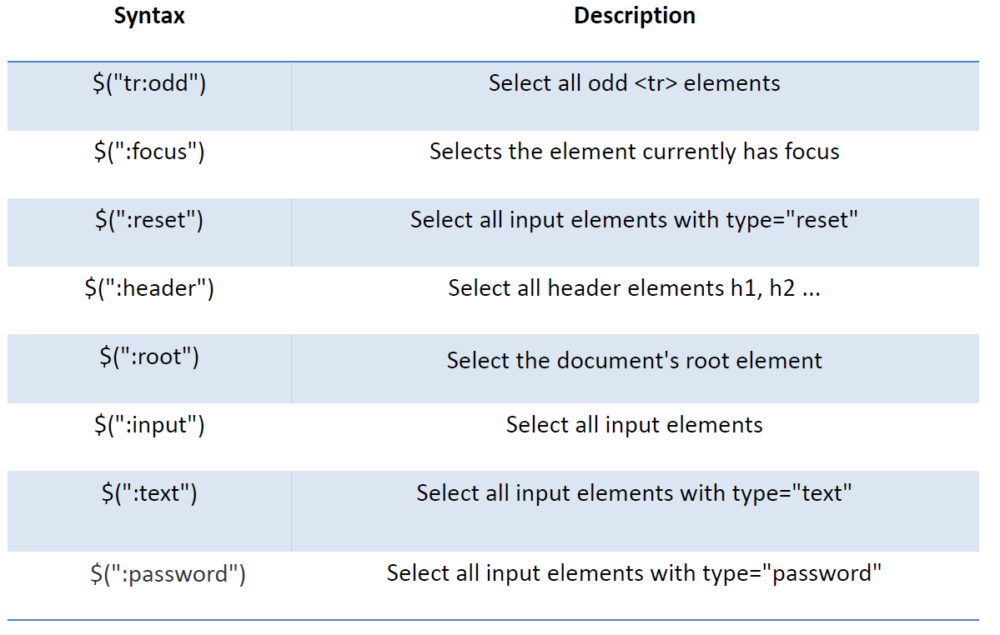 Syntax Description
$("tr:odd") Select all odd <tr> elements
$(":focus") Selects the element currently has focus
$(":reset") Select all input elements with type="reset"
$(":header") Select all header elements h1, h2 ...
$(":root") Select the document's root element
$(":input") Select all input elements
$(":text") Select all input elements with type="text"
$(":password") Select all input elements with type="password"